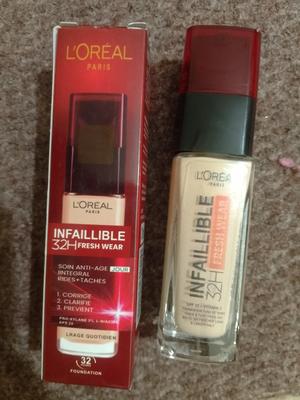 L'ORÉAL
PARIS
L'ORÉAL
PARIS
INFAILLIBLE
32H FRESH WEAR
SOIN ANTI-AGE JOUR
INTEGRAL
RIDES+TACHES
1. CORRIGE
2. CLARIFIE
3. PREVIENT
32
FOUNDATION
L'ORÉAL
PARIS
INFAILLIBLE
32H FRESH WEAR